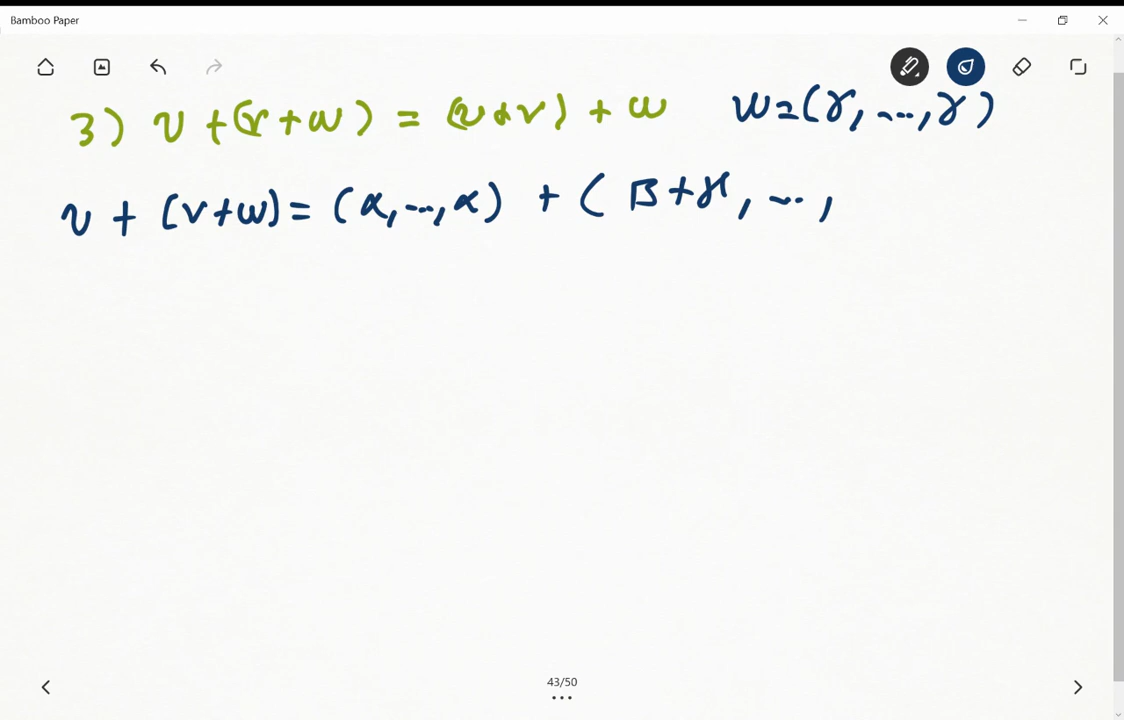 Bamboo Paper
3) v + (v + w) = (v + v) + w w = (γ, ..., γ)
v + (v + w) = (α, ..., α) + ( β + γ, ..., 
43/50